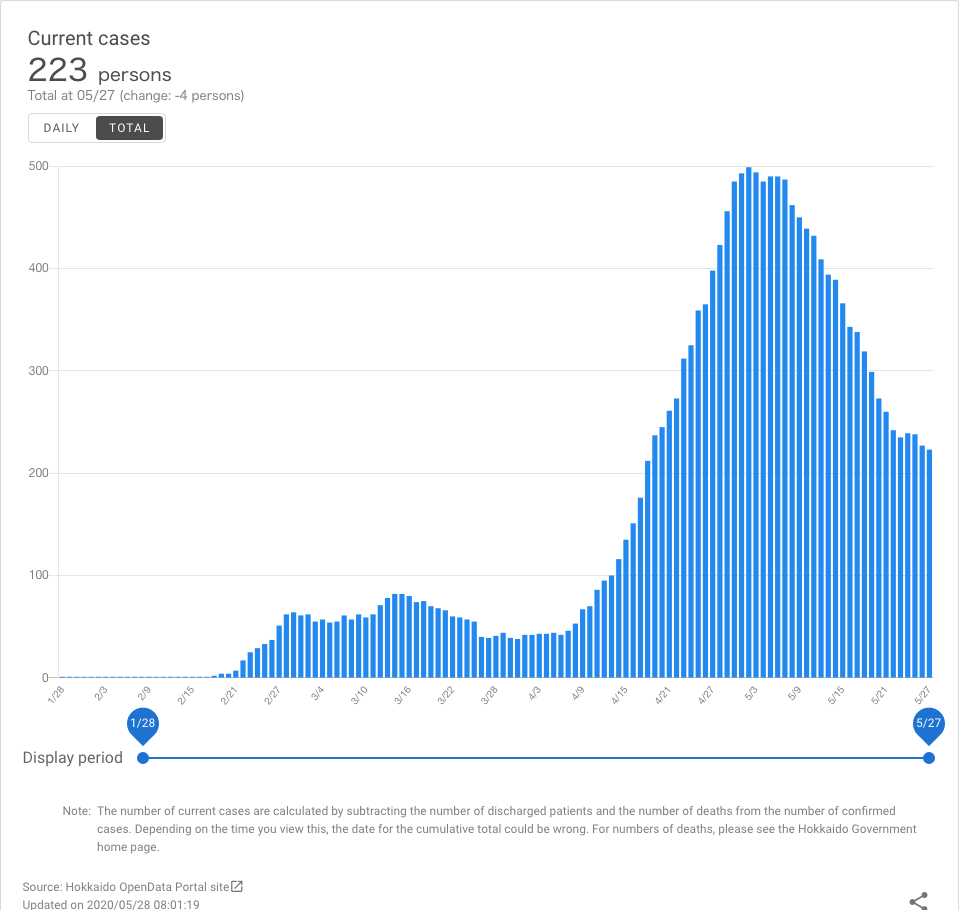 Current cases
223 persons
Total at 05/27 (change: -4 persons)
DAILY TOTAL
500
400
300
200
100
0
1/28 2/3 2/9 2/15 2/21 2/27 3/4 3/10 3/16 3/22 3/28 4/3 4/9 4/15 4/21 4/27 5/3 5/9 5/15 5/21 5/27
1/28 5/27
Display period
Note: The number of current cases are calculated by subtracting the number of discharged patients and the number of deaths from the number of confirmed
cases. Depending on the time you view this, the date for the cumulative total could be wrong. For numbers of deaths, please see the Hokkaido Government
home page.
Source: Hokkaido OpenData Portal site
Updated on 2020/05/28 08:01:19